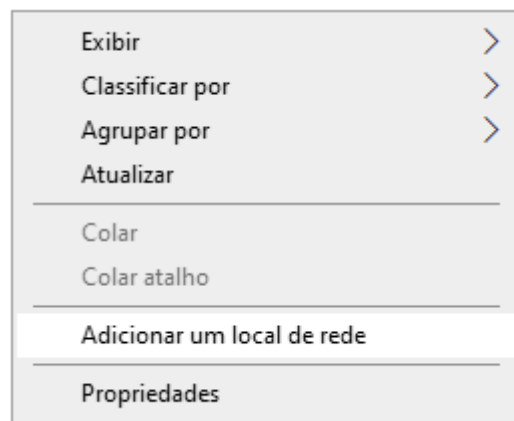 Exibir
Classificar por
Agrupar por
Atualizar
Colar
Colar atalho
Adicionar um local de rede
Propriedades